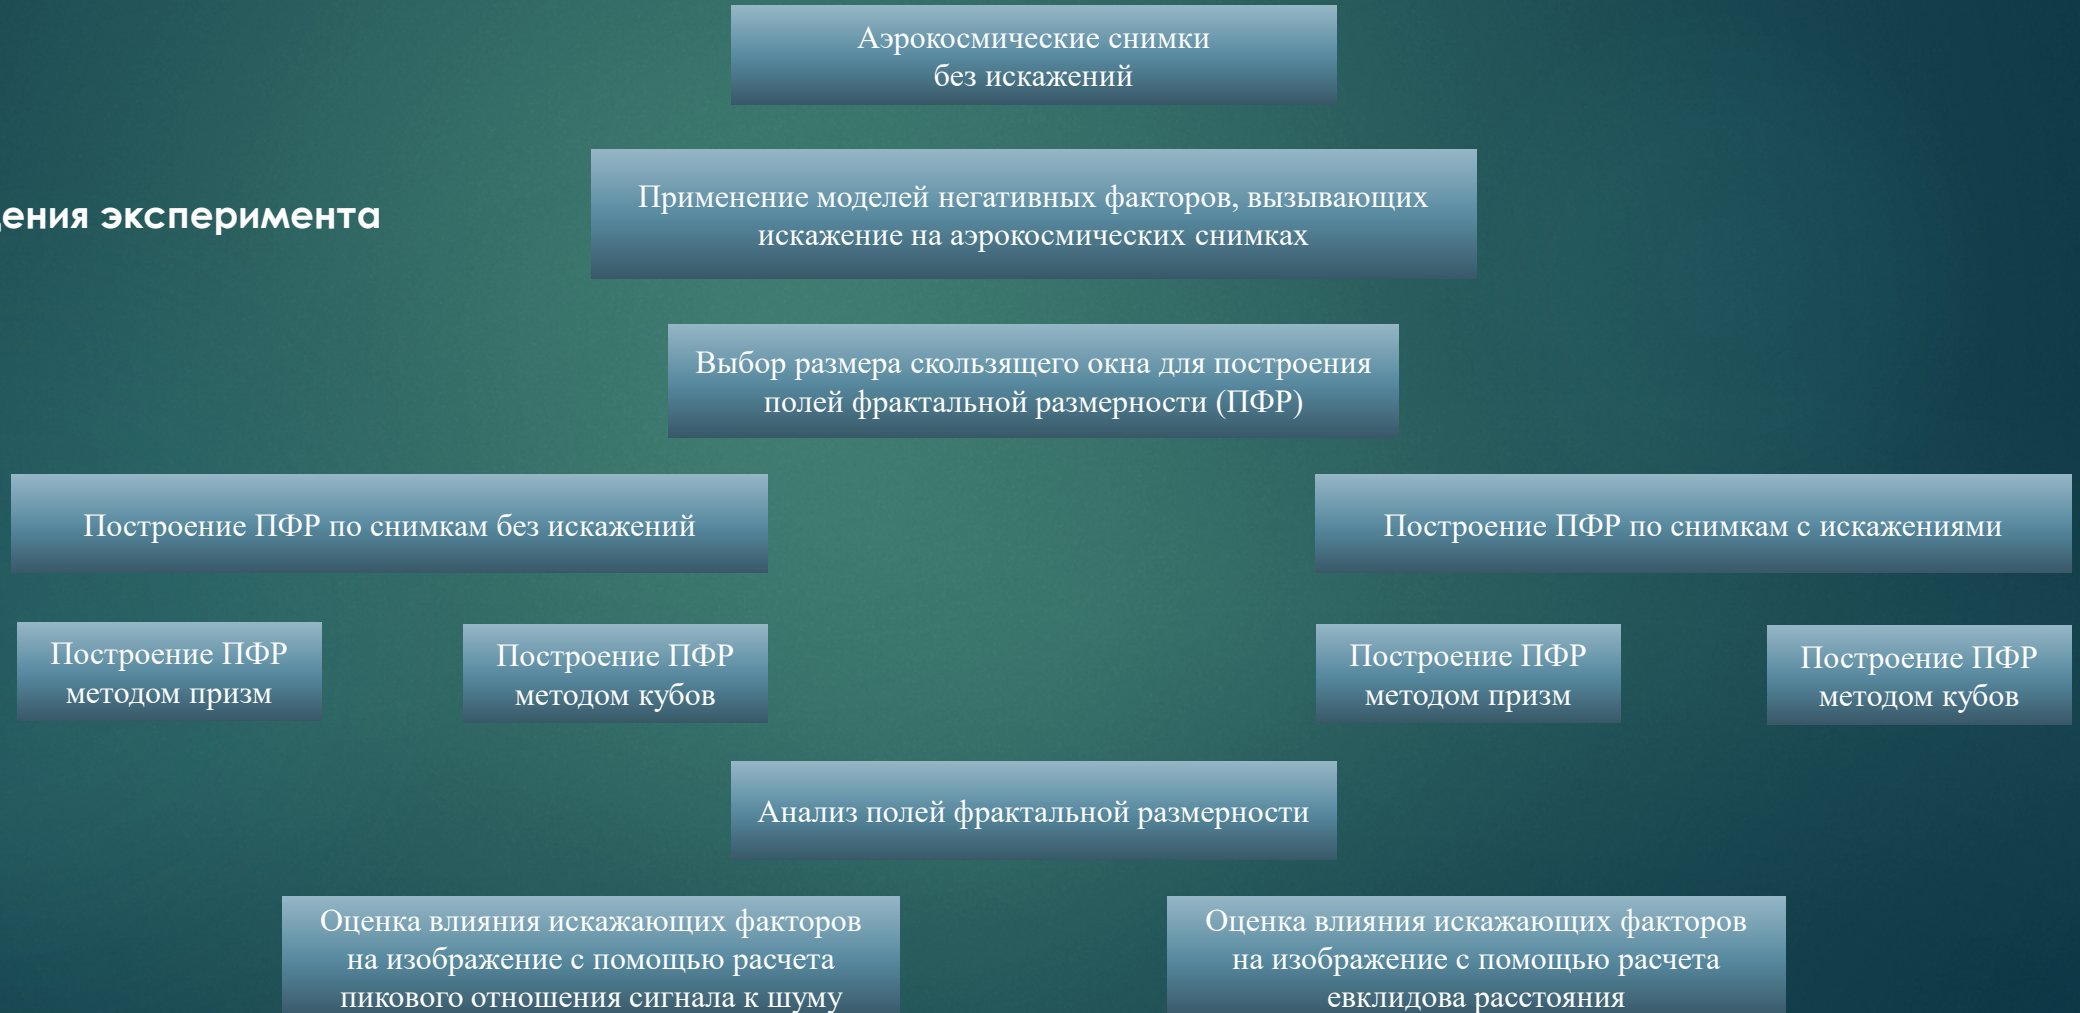 Аэрокосмические снимки
без искажений
эксперимента
Применение моделей негативных факторов, вызывающих
искажение на аэрокосмических снимках
Выбор размера скользящего окна для построения
полей фрактальной размерности (ПФР)
Построение ПФР по снимкам без искажений
Построение ПФР по снимкам с искажениями
Построение ПФР
методом призм
Построение ПФР
методом кубов
Построение ПФР
методом призм
Построение ПФР
методом кубов
Анализ полей фрактальной размерности
Оценка влияния искажающих факторов
на изображение с помощью расчета
пикового отношения сигнала к шуму
Оценка влияния искажающих факторов
на изображение с помощью расчета
евклидова расстояния